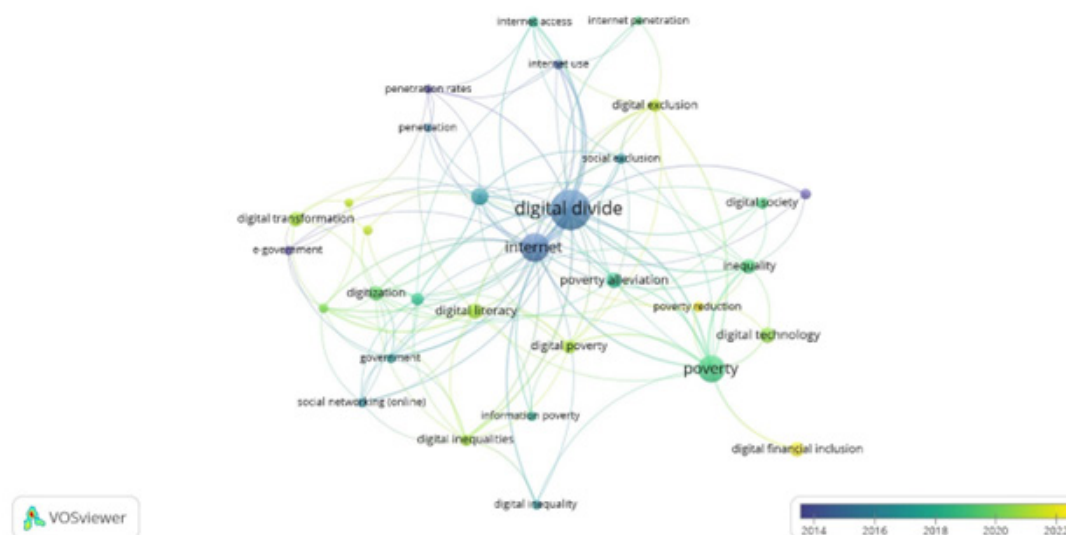 internet access
internet penetration
internet use
penetration rates
digital exclusion
penetration
social exclusion
digital divide
digital society
digital transformation
e-government
internet
inequality
poverty alleviation
digitization
poverty reduction
digital literacy
digital technology
digital poverty
government
poverty
social networking (online)
information poverty
digital inequalities
digital financial inclusion
digital inequality
VOSviewer
2014 2016 2018 2020 2022